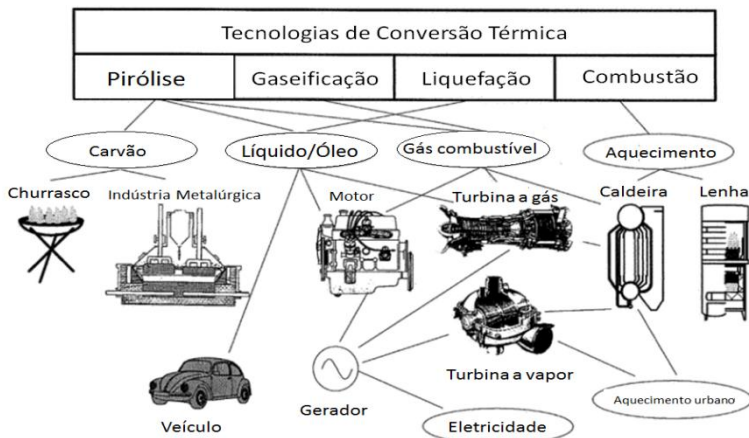 Tecnologias de Conversão Térmica
Pirólise
Gaseificação
Liquefação
Combustão
Carvão
Líquido/Óleo
Gás combustível
Aquecimento
Churrasco
Indústria Metalúrgica
Motor
Turbina a gás
Caldeira
Lenha
Veículo
Gerador
Turbina a vapor
Eletricidade
Aquecimento urbano